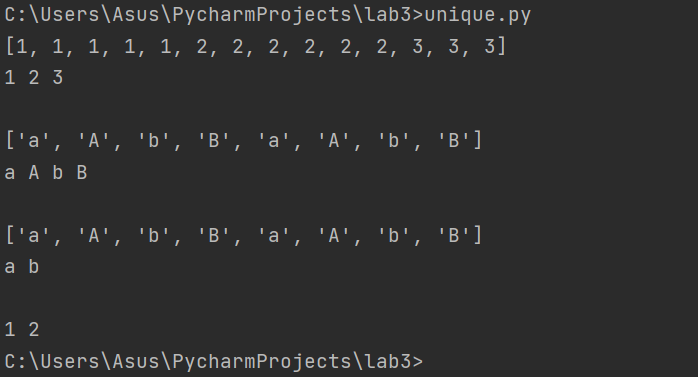 C:\Users\Asus\PycharmProjects\lab3>unique.py
[1, 1, 1, 1, 1, 2, 2, 2, 2, 2, 2, 3, 3, 3]
1 2 3
['a', 'A', 'b', 'B', 'a', 'A', 'b', 'B']
a A b B
['a', 'A', 'b', 'B', 'a', 'A', 'b', 'B']
a b
1 2
C:\Users\Asus\PycharmProjects\lab3>